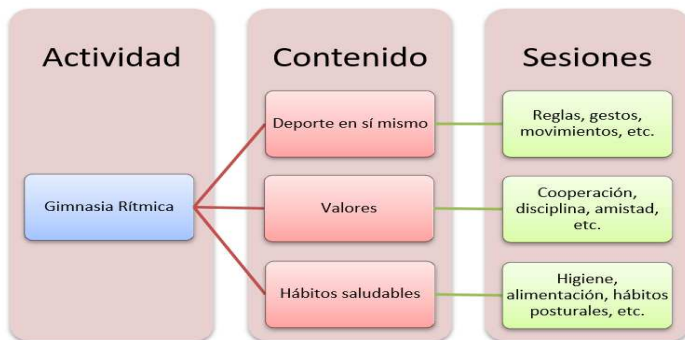 Actividad
Contenido
Sesiones
Gimnasia Rítmica
Deporte en sí mismo
Reglas, gestos,
movimientos, etc.
Valores
Cooperación,
disciplina, amistad,
etc.
Hábitos saludables
Higiene,
alimentación, hábitos
posturales, etc.